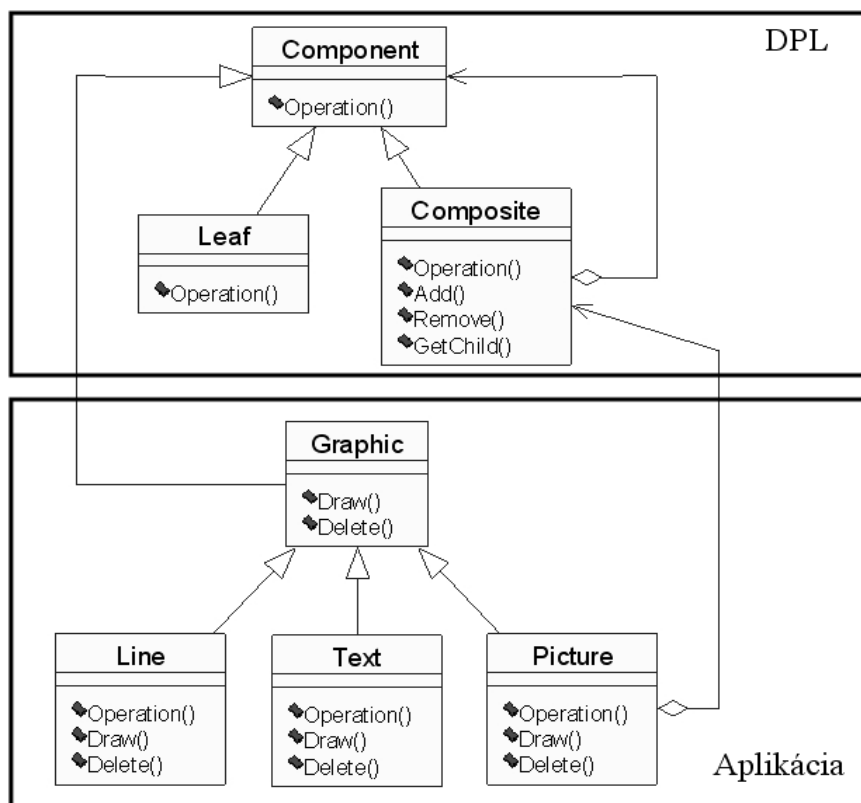 DPL
Component
Operation()
Leaf
Operation()
Composite
Operation()
Add()
Remove()
GetChild()
Graphic
Draw()
Delete()
Line
Operation()
Draw()
Delete()
Text
Operation()
Draw()
Delete()
Picture
Operation()
Draw()
Delete()
Aplikácia